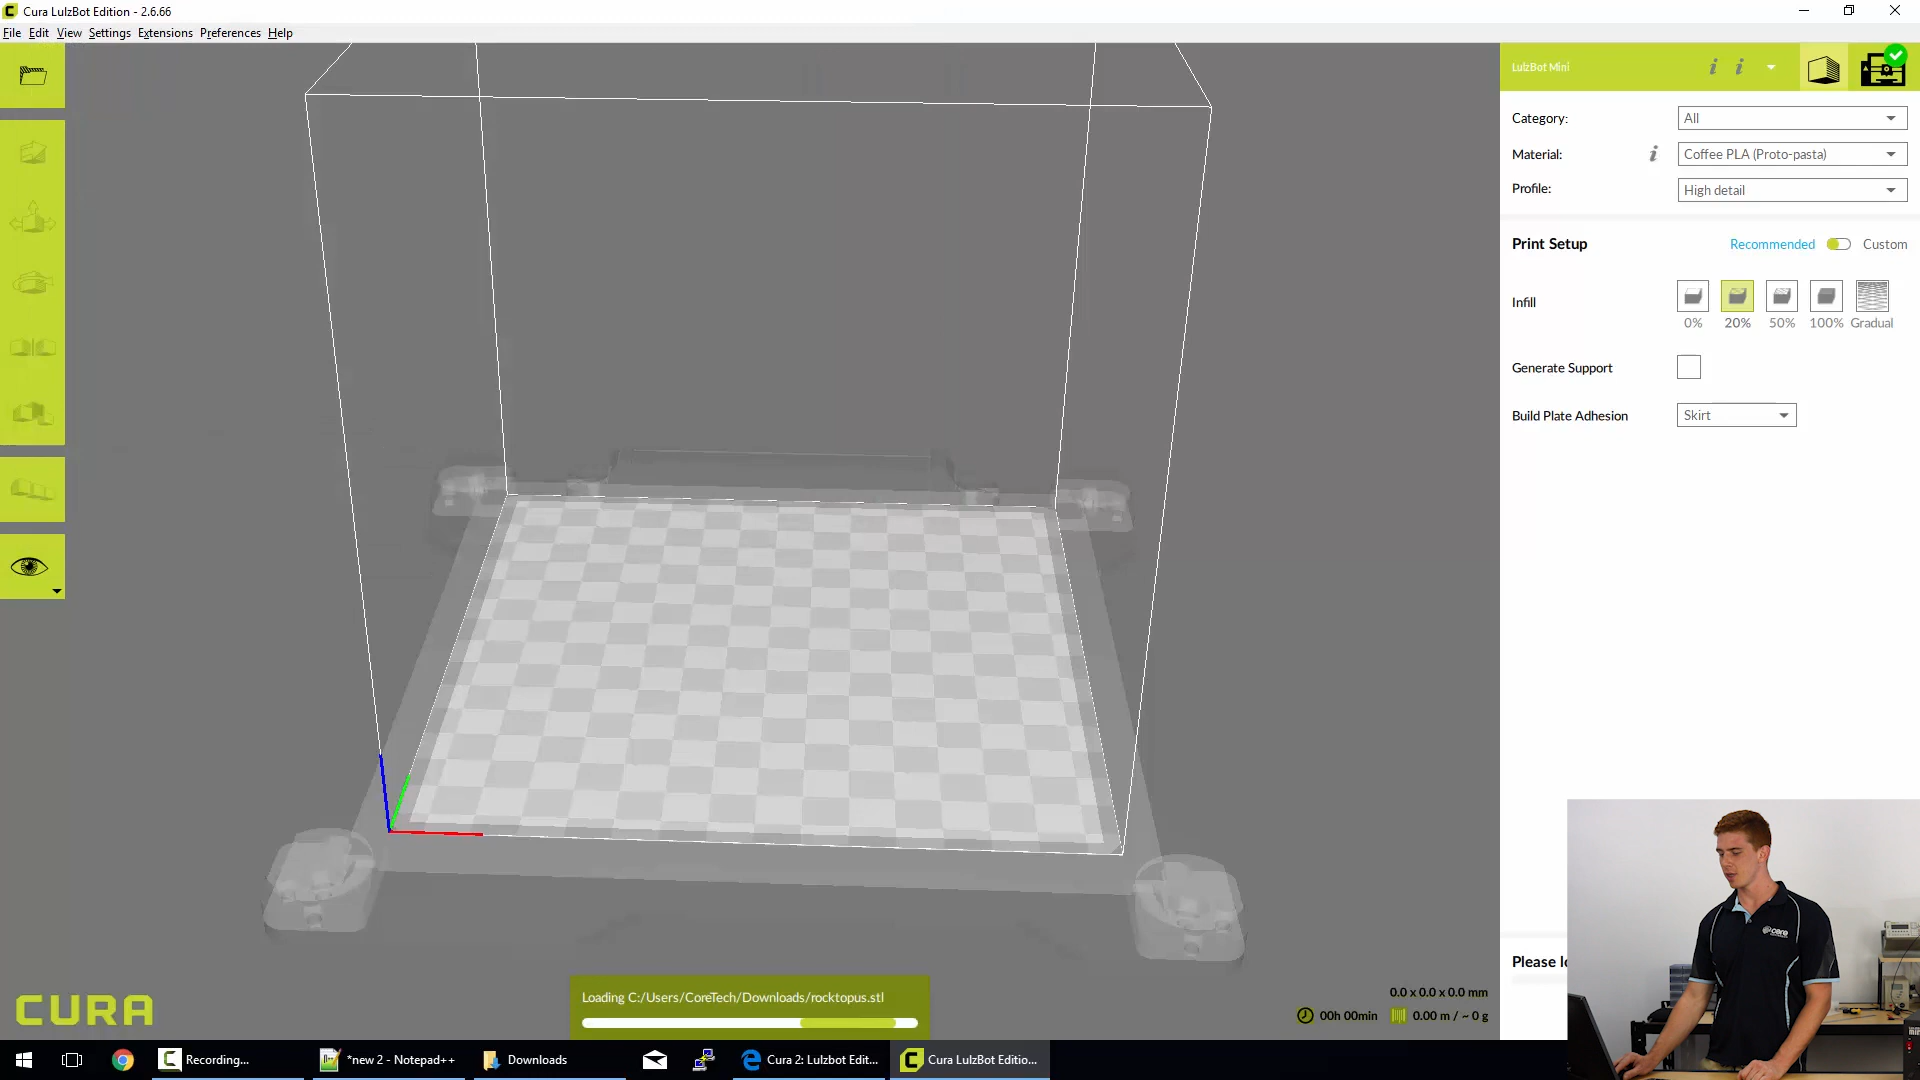 Cura LulzBot Edition - 2.6.66
File Edit View Settings Extensions Preferences Help
LulzBot Mini
Category: All
Material: Coffee PLA (Proto-pasta)
Profile: High detail
Print Setup Recommended Custom
Infill
0% 20% 50% 100% Gradual
Generate Support
Build Plate Adhesion Skirt
Please
CURA
Loading C:/Users/CoreTech/Downloads/rocktopus.stl
0.0 x 0.0 x 0.0 mm
00h 00min 0.00 m / ~ 0 g
core
Recording...
*new 2 - Notepad++
Downloads
Cura 2: Lulzbot Edit...
Cura LulzBot Editio...